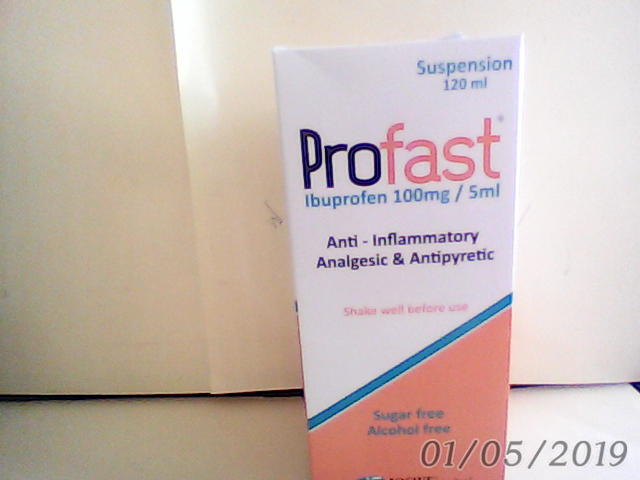 Suspension
120 ml
Profast®
Ibuprofen 100mg / 5ml
Anti - Inflammatory
Analgesic & Antipyretic
Shake well before use
Sugar free
Alcohol free
01/05/2019